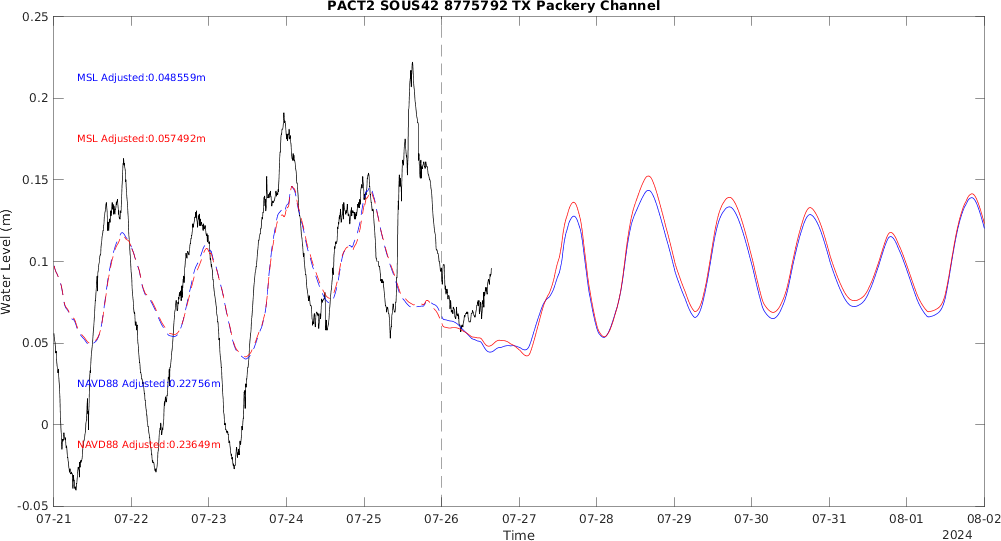 PACT2 SOUS42 8775792 TX Packery Channel
0.25
0.2
0.15
0.1
0.05
0
-0.05
Water Level (m)
MSL Adjusted:0.048559m
MSL Adjusted:0.057492m
NAVD88 Adjusted:0.22756m
NAVD88 Adjusted:0.23649m
07-21 07-22 07-23 07-24 07-25 07-26 07-27 07-28 07-29 07-30 07-31 08-01 08-02
Time
2024